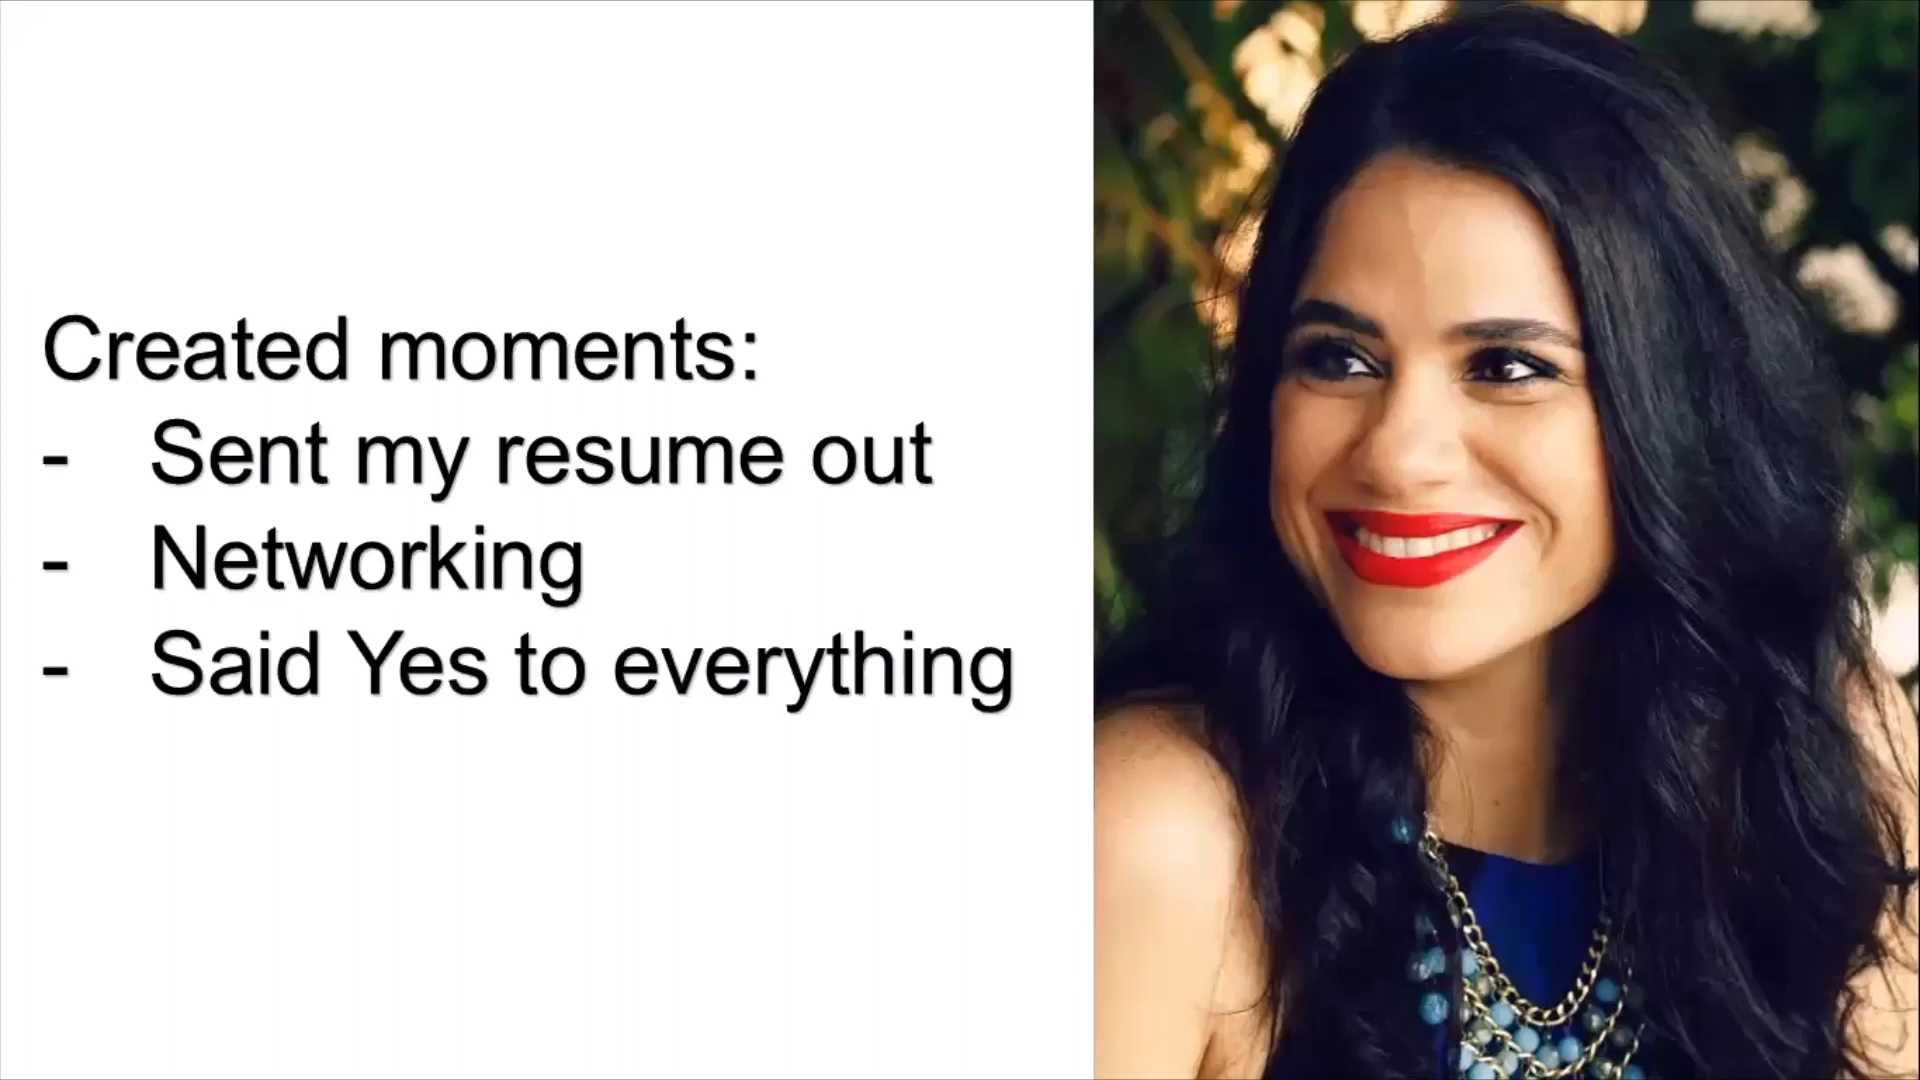 Created moments:
- Sent my resume out
- Networking
- Said Yes to everything